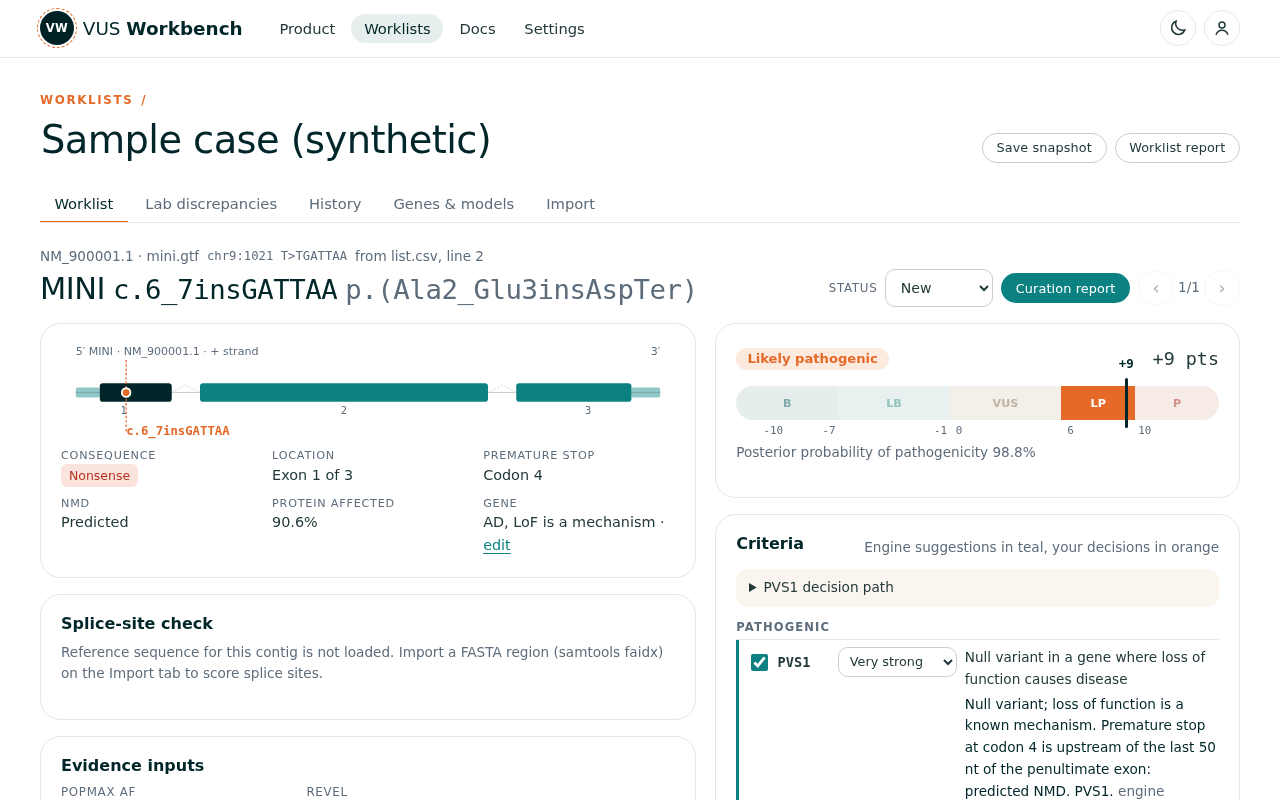 VW VUS Workbench Product Worklists Docs Settings
WORKLISTS /
Sample case (synthetic)
Save snapshot Worklist report
Worklist Lab discrepancies History Genes & models Import
NM_900001.1 · mini.gtf chr9:1021 T>TGATTAA from list.csv, line 2
MINI c.6_7insGATTAA p.(Ala2_Glu3insAspTer)
STATUS New Curation report ‹ 1/1 ›
5′ MINI · NM_900001.1 · + strand 3′
1 2 3
c.6_7insGATTAA
CONSEQUENCE LOCATION PREMATURE STOP
Nonsense Exon 1 of 3 Codon 4
NMD PROTEIN AFFECTED GENE
Predicted 90.6% AD, LoF is a mechanism ·
edit
Splice-site check
Reference sequence for this contig is not loaded. Import a FASTA region (samtools faidx)
on the Import tab to score splice sites.
Evidence inputs
POPMAX AF REVEL
Likely pathogenic +9 +9 pts
B LB VUS LP P
-10 -7 -1 0 6 10
Posterior probability of pathogenicity 98.8%
Criteria Engine suggestions in teal, your decisions in orange
▶ PVS1 decision path
PATHOGENIC
PVS1 Very strong Null variant in a gene where loss of
function causes disease
Null variant; loss of function is a
known mechanism. Premature stop
at codon 4 is upstream of the last 50
nt of the penultimate exon:
predicted NMD. PVS1. engine